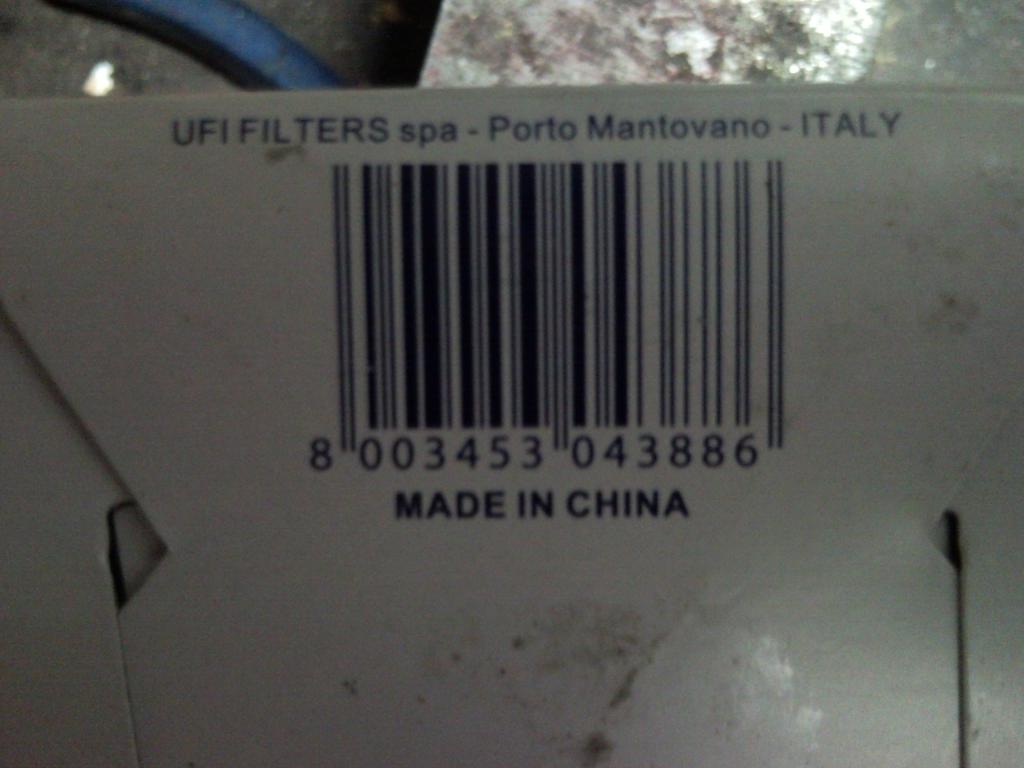 UFI FILTERS spa - Porto Mantovano - ITALY
8 003453 043886
MADE IN CHINA